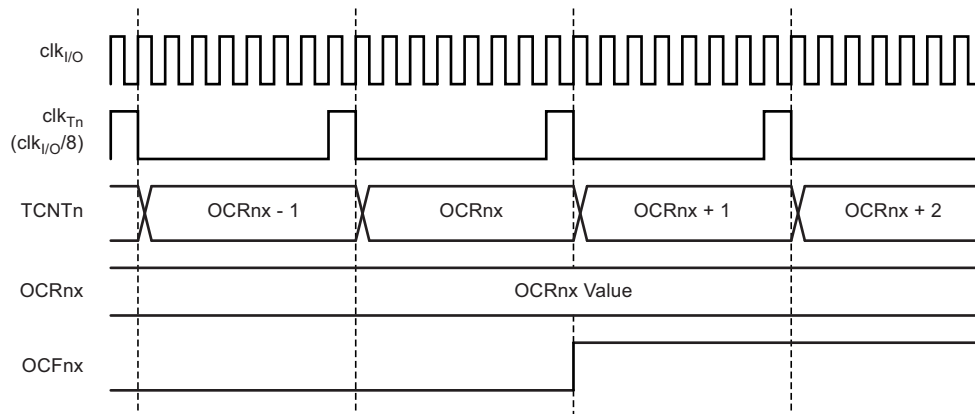 clkI/O
clkTn
(clkI/O/8)
TCNTn OCRnx - 1 OCRnx OCRnx + 1 OCRnx + 2
OCRnx OCRnx Value
OCFnx